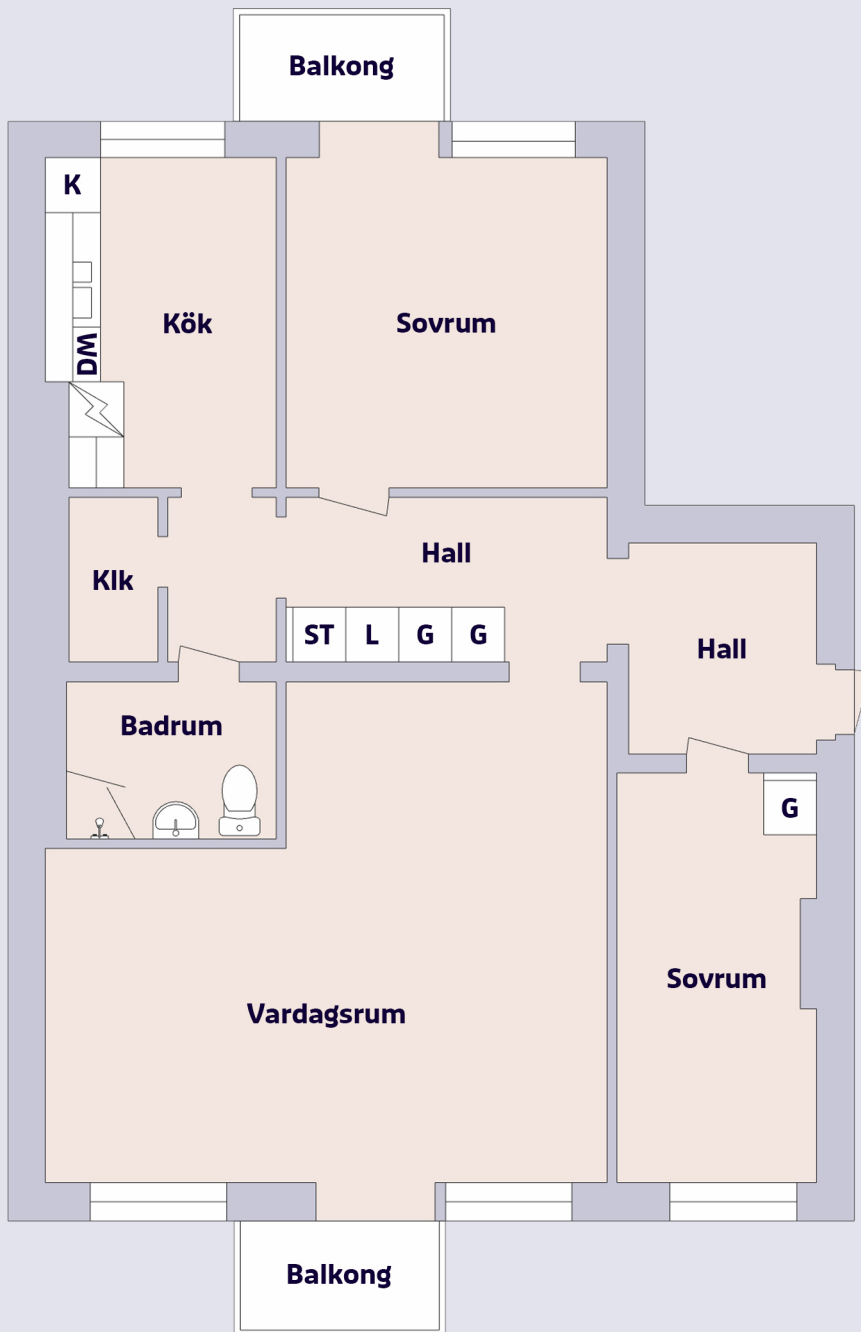 Balkong
K
Kök
Sovrum
DM
Hall
Klk
ST L G G
Hall
Badrum
G
Sovrum
Vardagsrum
Balkong